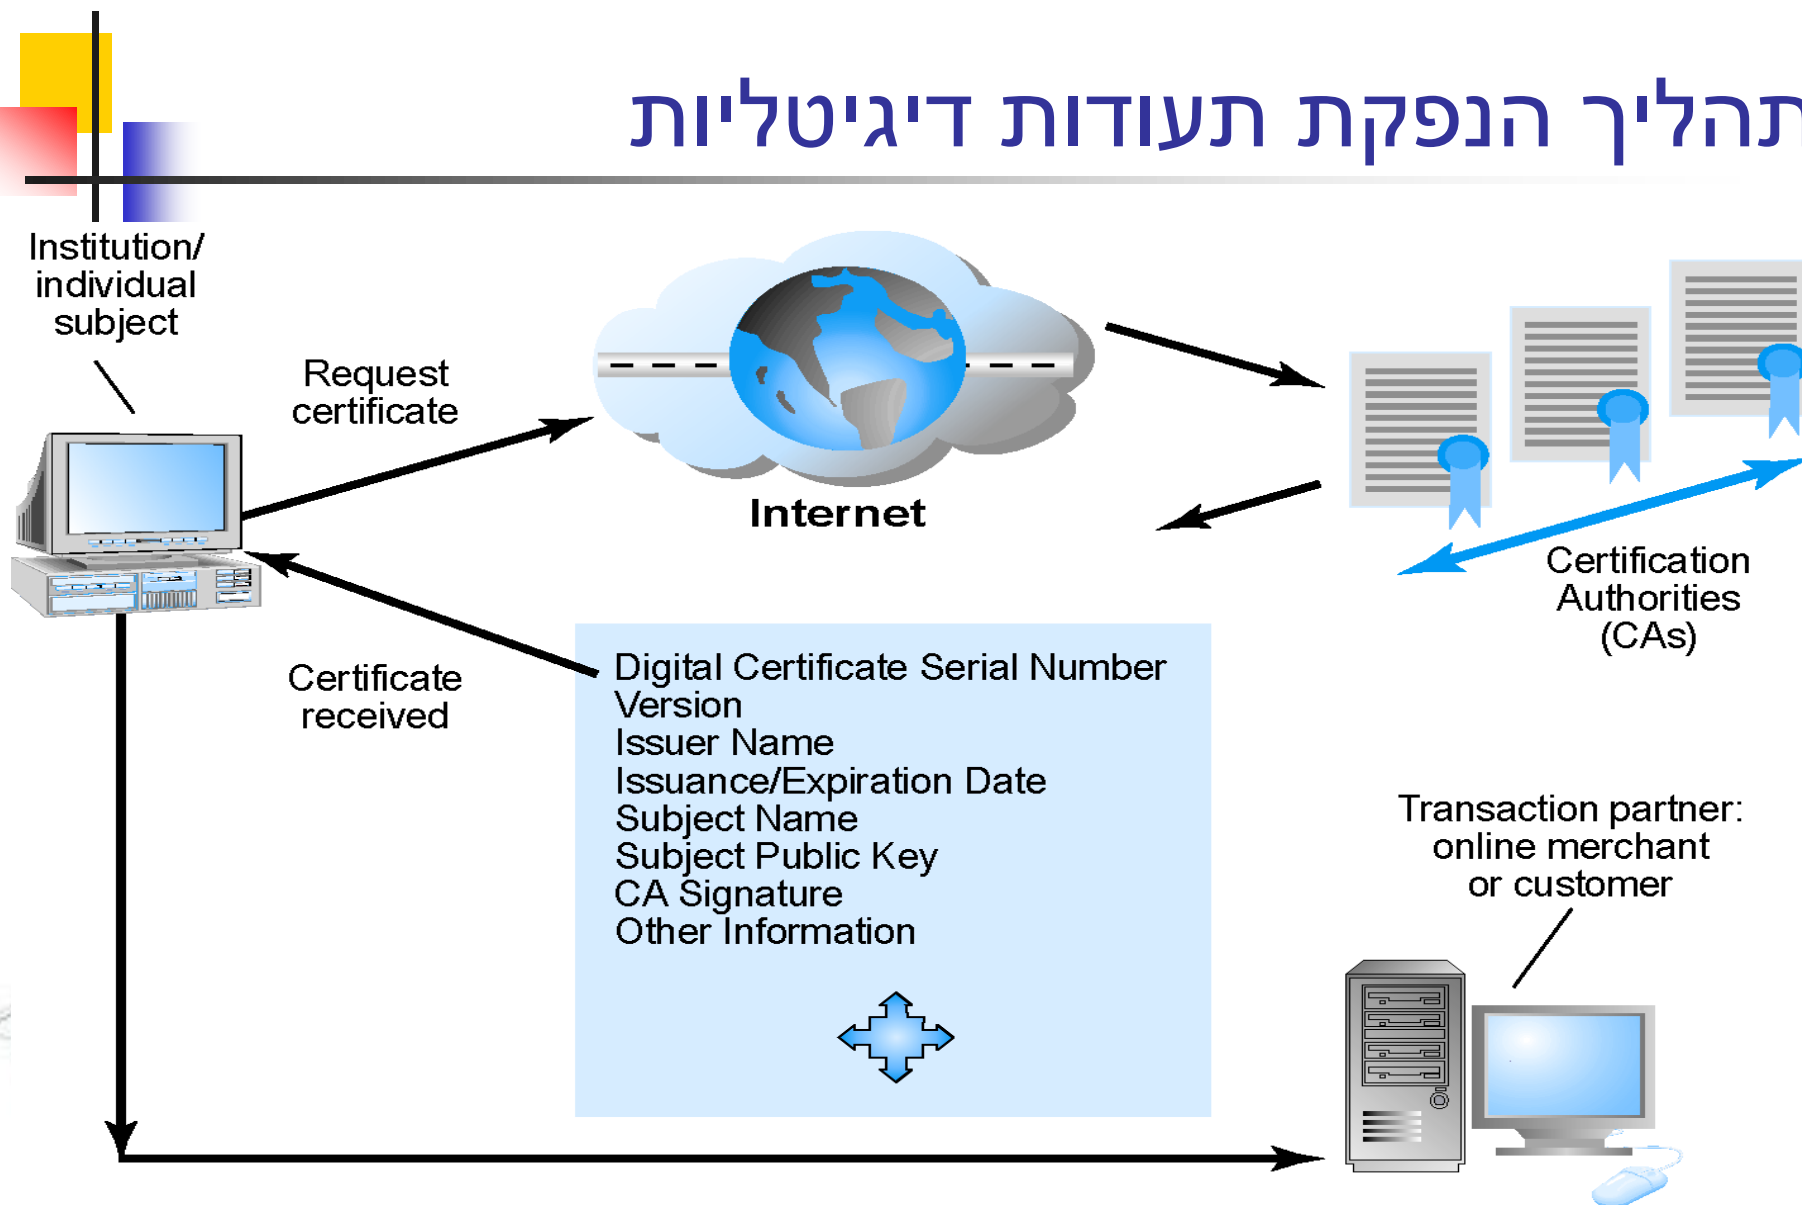 תהליך הנפקת תעודות דיגיטליות
Institution/
individual
subject
Request
certificate
Internet
Certification
Authorities
(CAs)
Certificate
received
Digital Certificate Serial Number
Version
Issuer Name
Issuance/Expiration Date
Subject Name
Subject Public Key
CA Signature
Other Information
Transaction partner:
online merchant
or customer